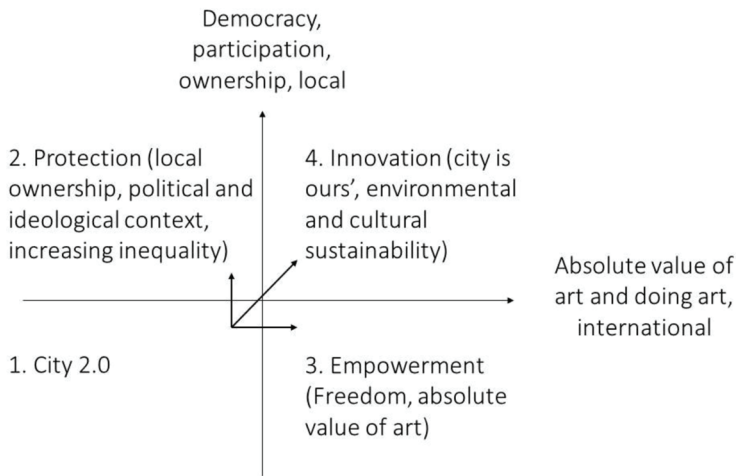 Democracy,
participation,
ownership, local
2. Protection (local
ownership, political and
ideological context,
increasing inequality)
4. Innovation (city is
ours’, environmental
and cultural
sustainability)
Absolute value of
art and doing art,
international
1. City 2.0
3. Empowerment
(Freedom, absolute
value of art)